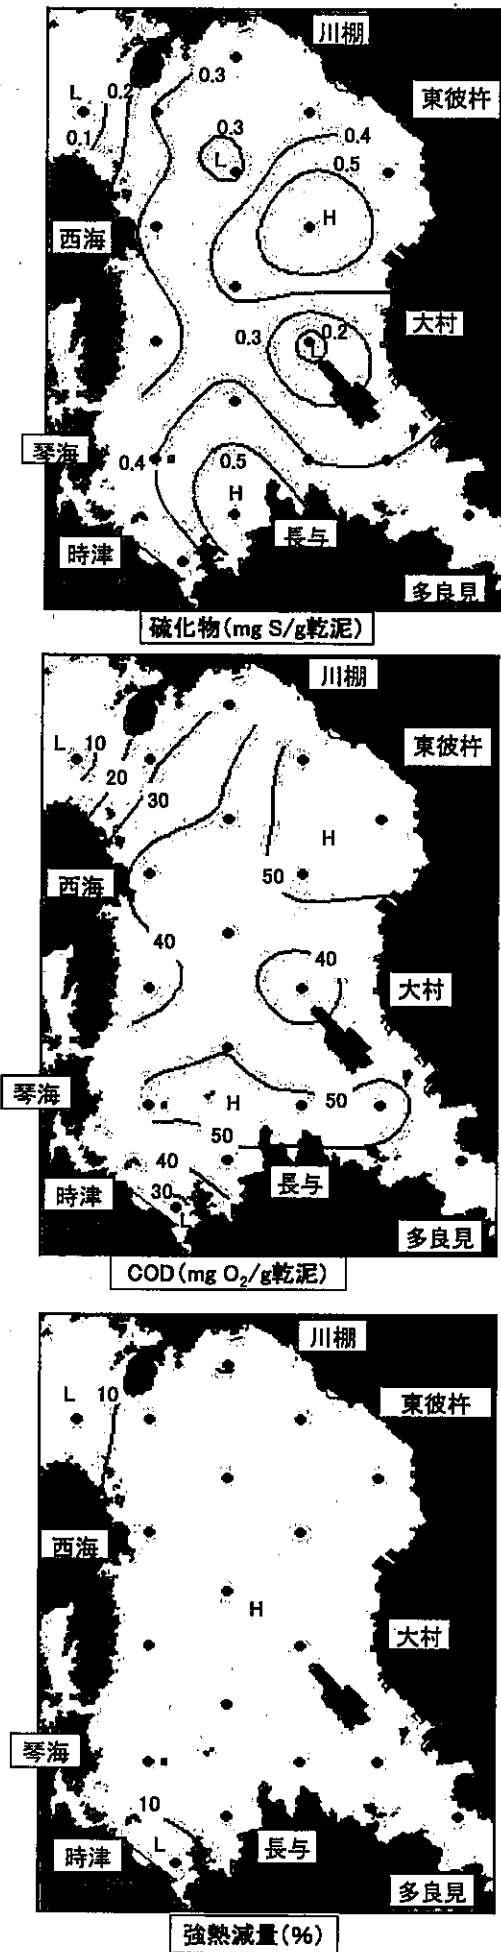 川棚
0.3
東彼杵
L
0.2
0.1
0.3
L
0.4
0.5
H
西海
大村
0.3
0.2
L
琴海
0.4
0.5
H
長与
時津
多良見
硫化物(mg S/g乾泥)
川棚
L 10
東彼杵
20
30
H
西海
50
40
40
大村
琴海
H
50
50
40
長与
時津
30
L
多良見
COD(mg O₂/g乾泥)
川棚
L 10
東彼杵
西海
H
大村
琴海
10
時津
L
長与
多良見
強熱減量(%)